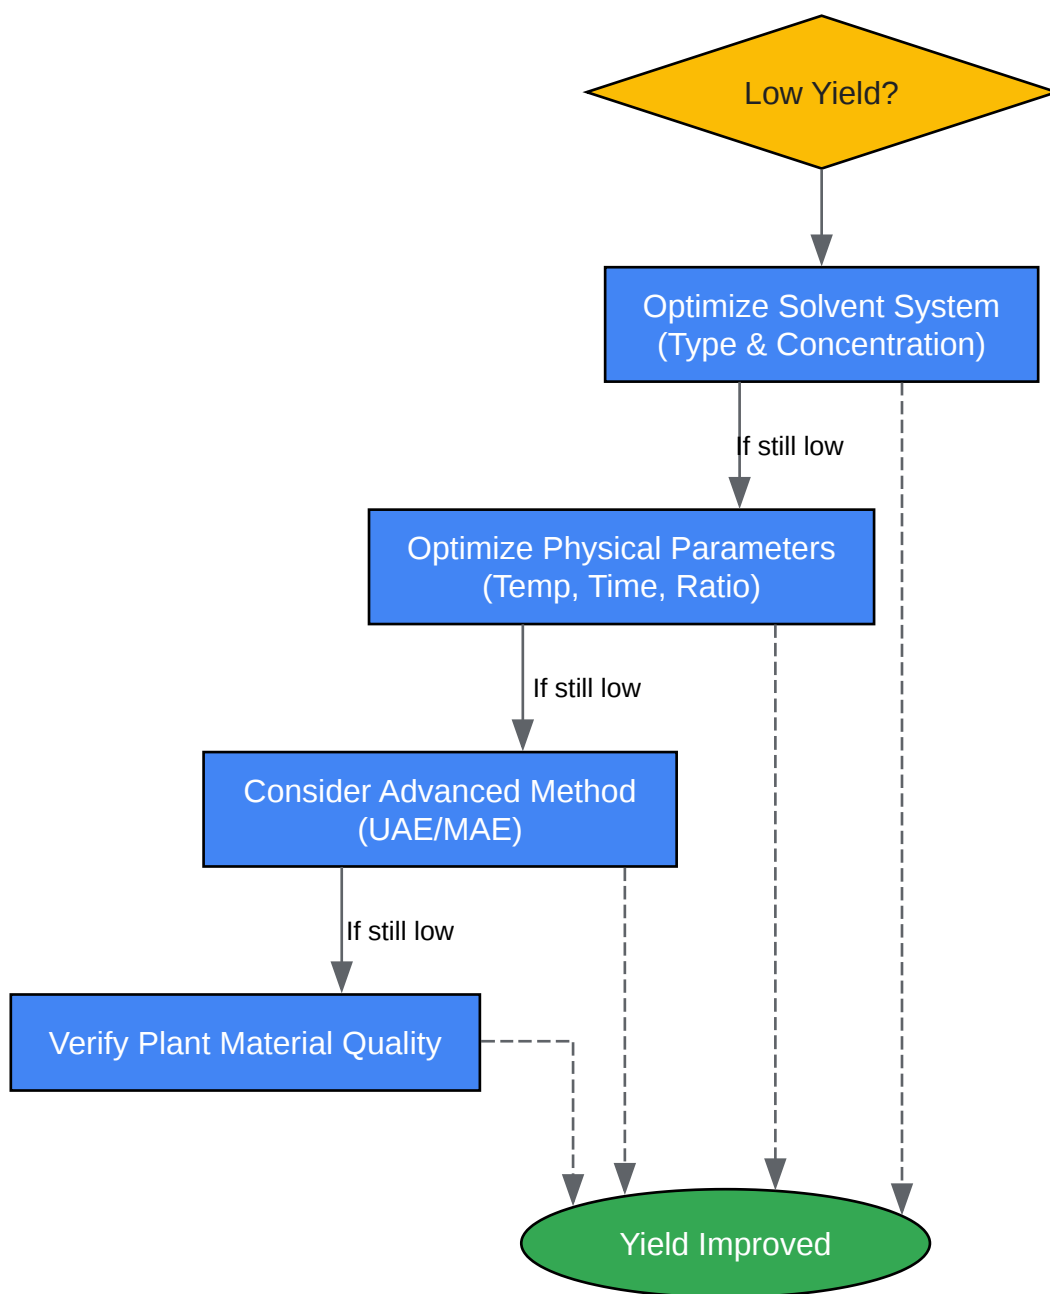 Low Yield?
Optimize Solvent System
(Type & Concentration)
If still low
Optimize Physical Parameters
(Temp, Time, Ratio)
If still low
Consider Advanced Method
(UAE/MAE)
If still low
Verify Plant Material Quality
Yield Improved